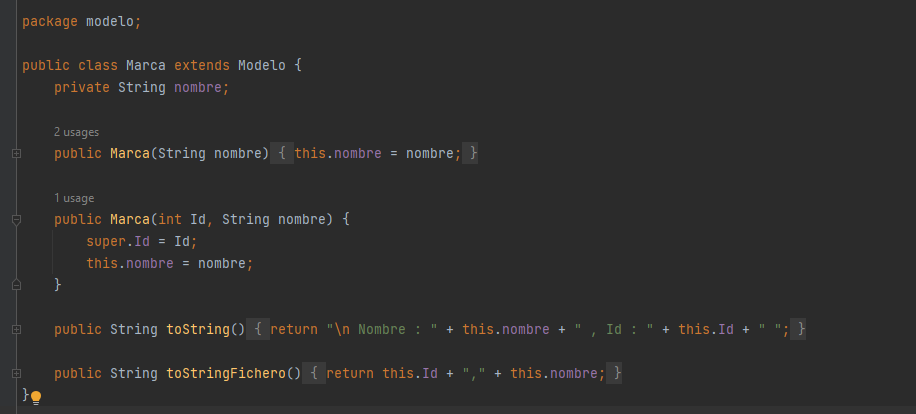 package modelo;
public class Marca extends Modelo {
private String nombre;
2 usages
public Marca(String nombre) { this.nombre = nombre; }
1 usage
public Marca(int Id, String nombre) {
super.Id = Id;
this.nombre = nombre;
}
public String toString() { return "\n Nombre : " + this.nombre + " , Id : " + this.Id + " "; }
public String toStringFichero() { return this.Id + "," + this.nombre; }
}